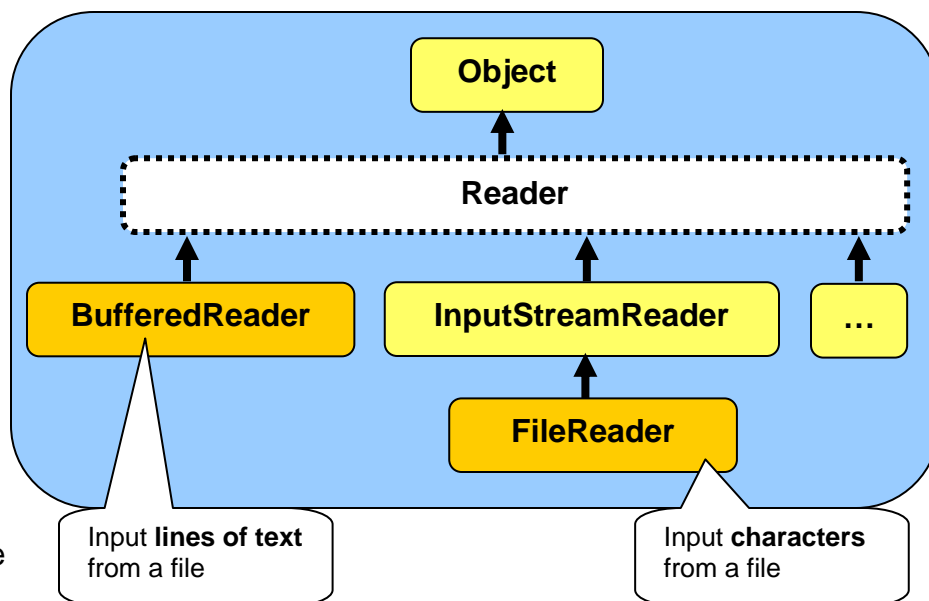 Object
Reader
BufferedReader
InputStreamReader
...
FileReader
Input lines of text
from a file
Input characters
from a file
e